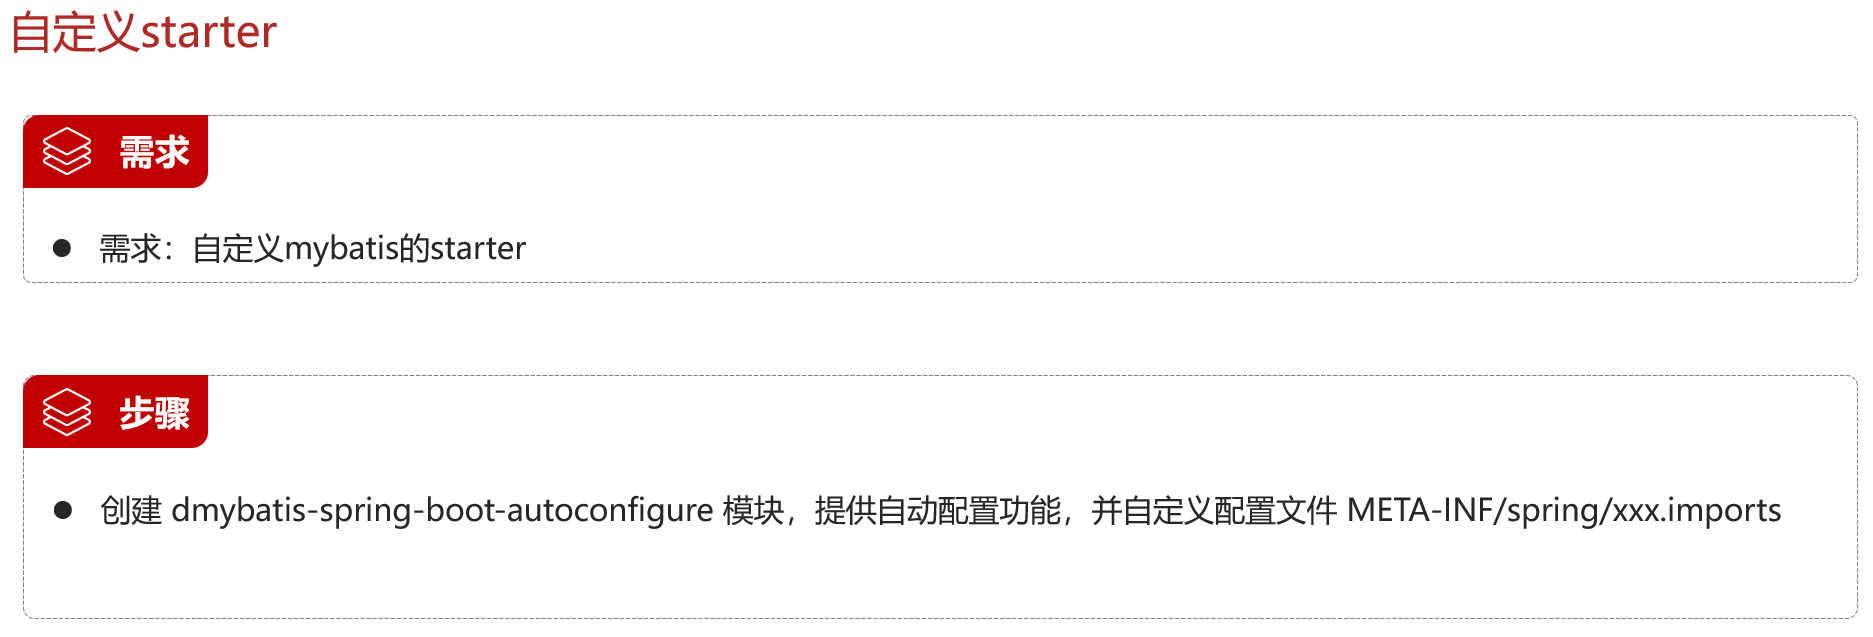 自定义starter
需求
● 需求：自定义mybatis的starter
步骤
● 创建 dmybatis-spring-boot-autoconfigure 模块，提供自动配置功能，并自定义配置文件 META-INF/spring/xxx.imports